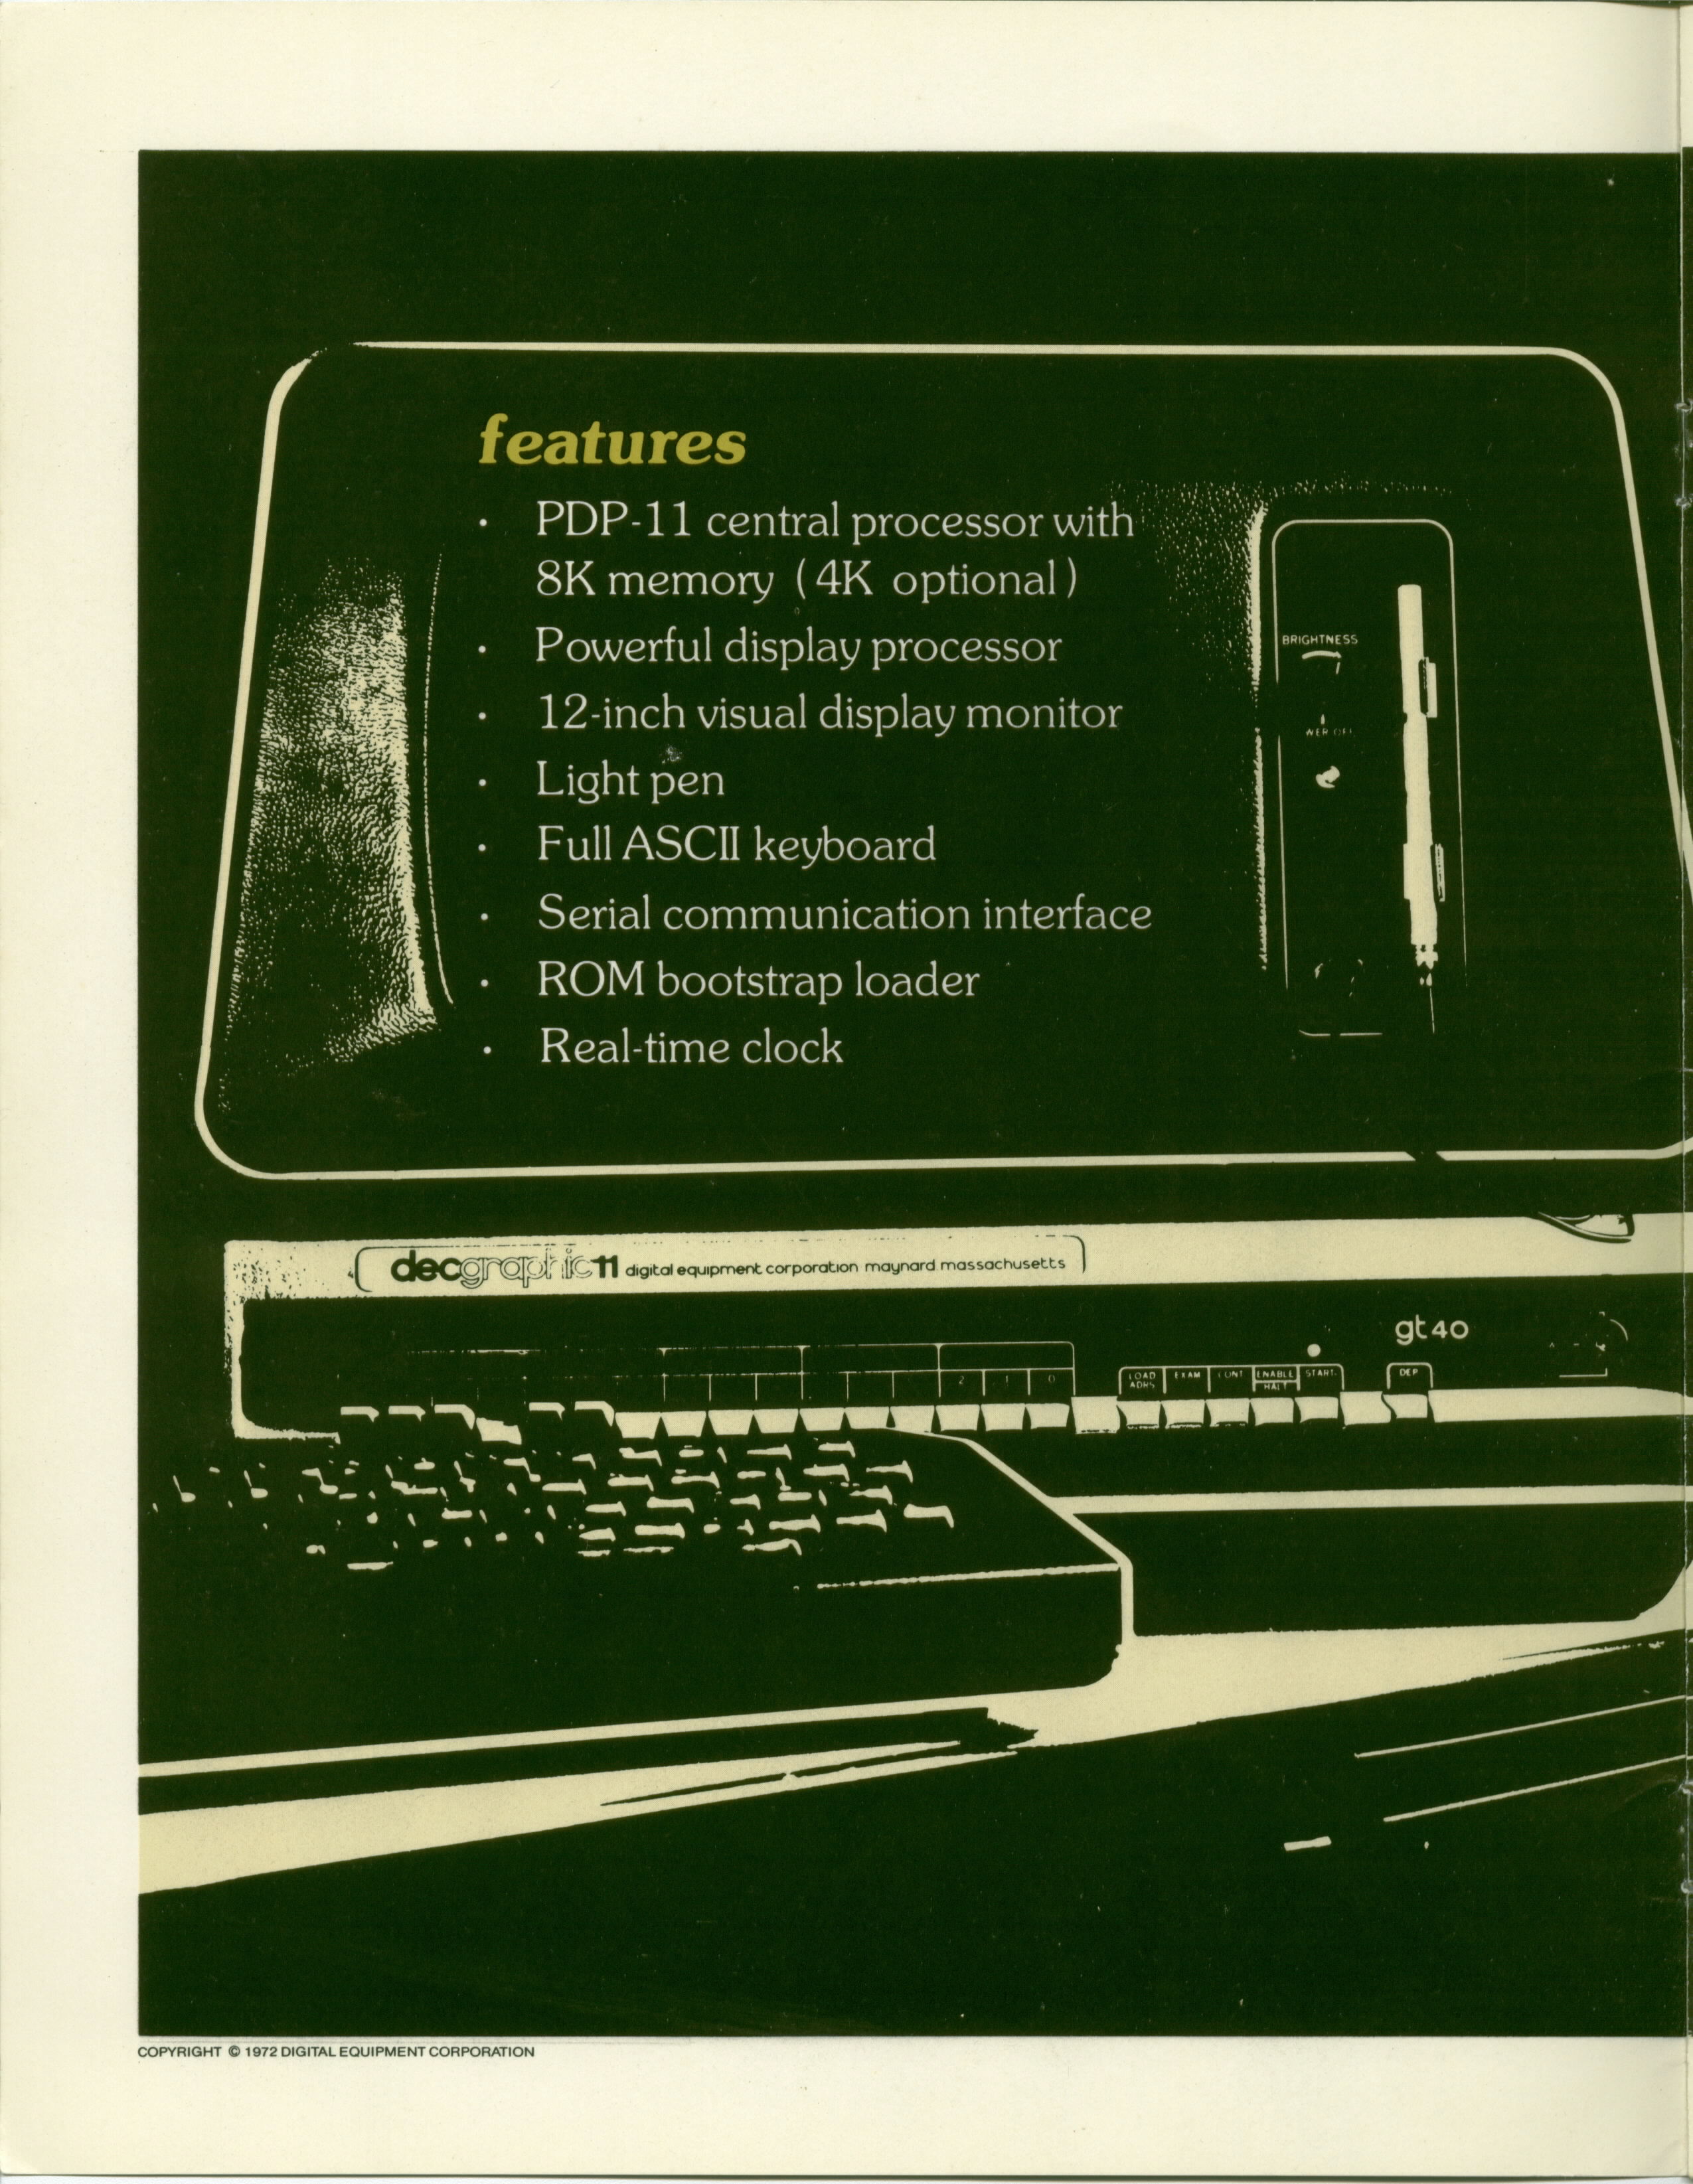 features
· PDP-11 central processor with
8K memory (4K optional)
· Powerful display processor
· 12-inch visual display monitor
· Light pen
· Full ASCII keyboard
· Serial communication interface
· ROM bootstrap loader
· Real-time clock
BRIGHTNESS
decgraphic11 digital equipment corporation maynard massachusetts
gt40
2 1 0
LOAD ADRS EXAM CONT ENABLE HALT START DEP
COPYRIGHT © 1972 DIGITAL EQUIPMENT CORPORATION